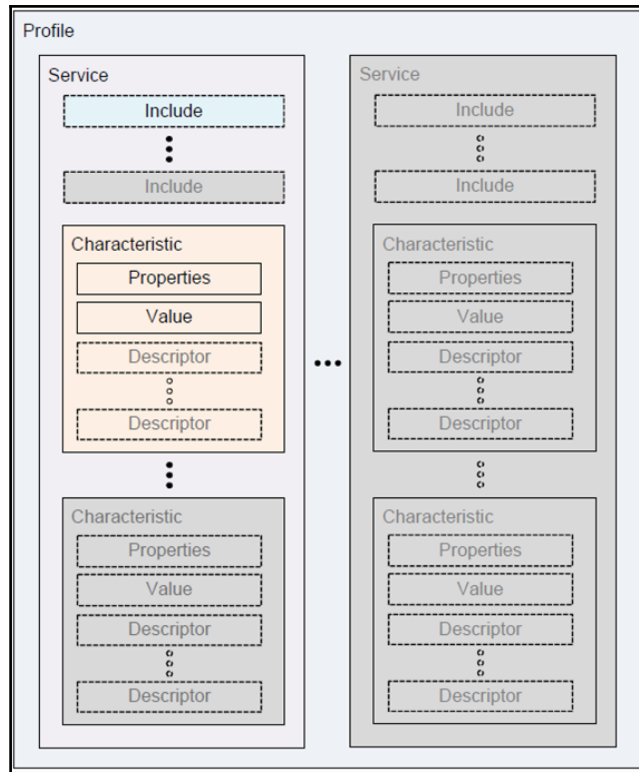 Profile
Service
Include
Include
Characteristic
Properties
Value
Descriptor
Descriptor
Characteristic
Properties
Value
Descriptor
Descriptor
Service
Include
Include
Characteristic
Properties
Value
Descriptor
Descriptor
Characteristic
Properties
Value
Descriptor
Descriptor